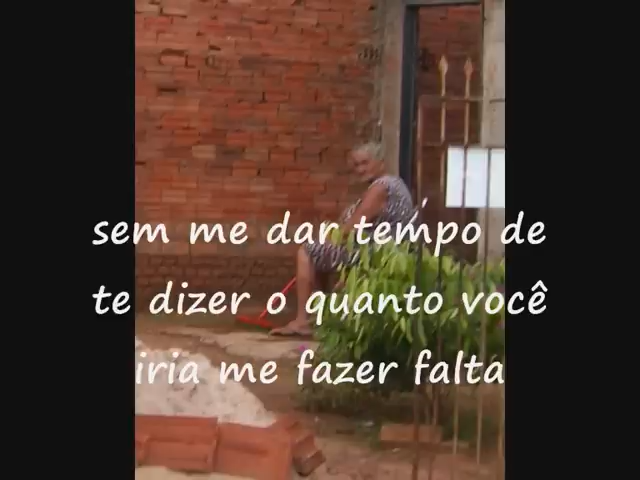 sem me dar tempo de
te dizer o quanto você
iria me fazer falta